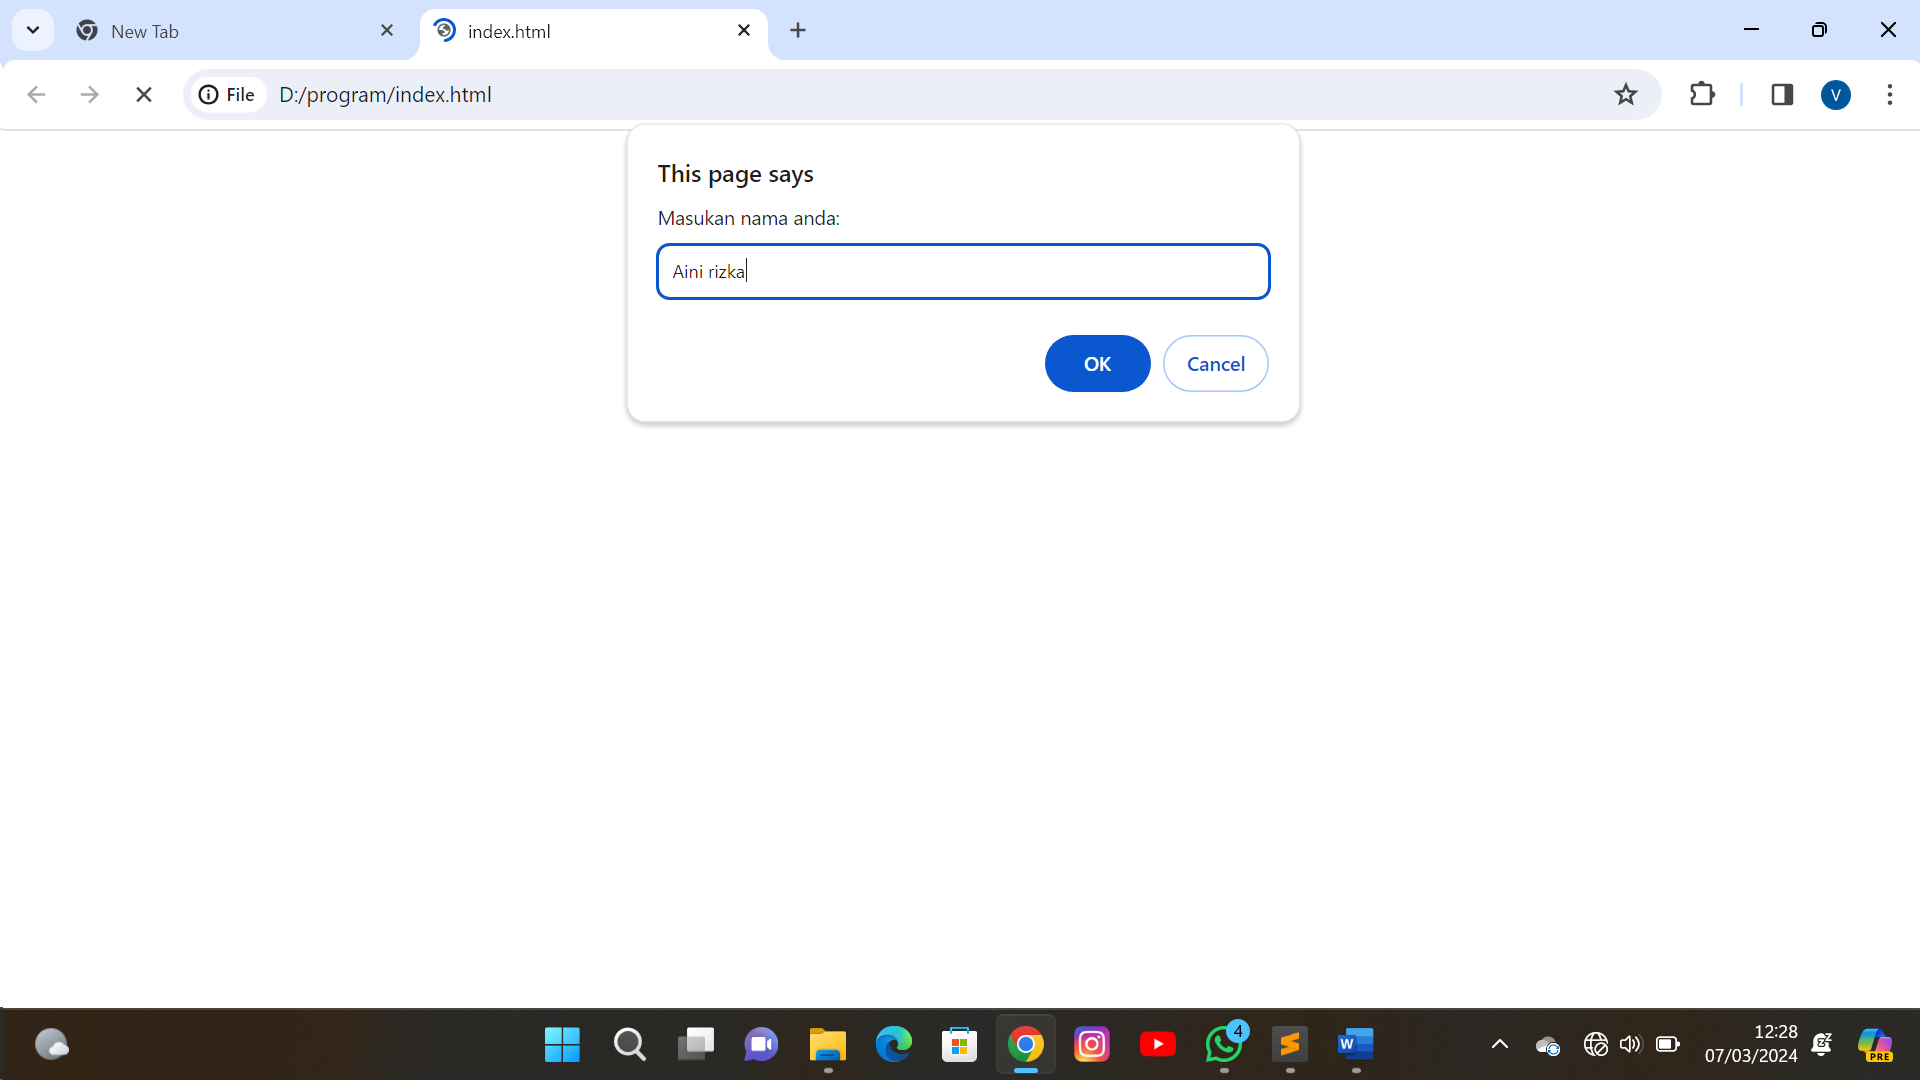 New Tab
index.html
File
D:/program/index.html
V
This page says
Masukan nama anda:
Aini rizka
OK
Cancel
4
W
12:28
07/03/2024
PRE